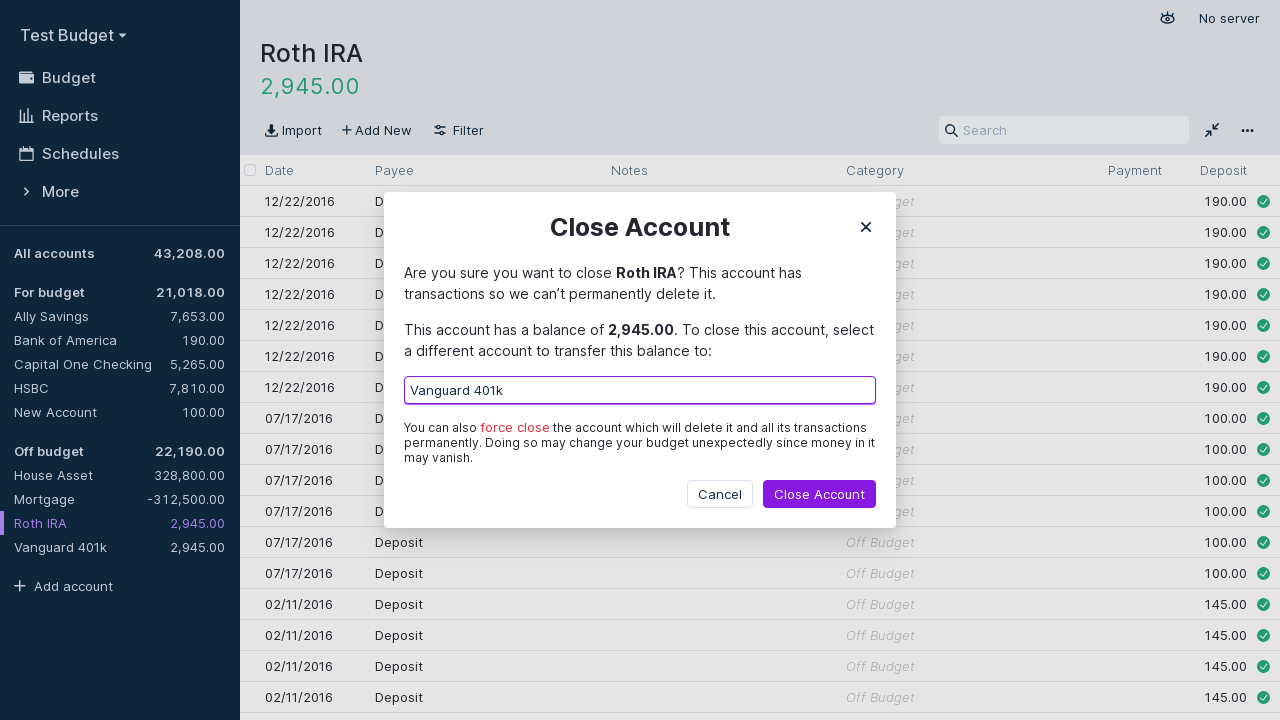 Test Budget
Budget
Reports
Schedules
More
All accounts 43,208.00
For budget 21,018.00
Ally Savings 7,653.00
Bank of America 190.00
Capital One Checking 5,265.00
HSBC 7,810.00
New Account 100.00
Off budget 22,190.00
House Asset 328,800.00
Mortgage -312,500.00
Roth IRA 2,945.00
Vanguard 401k 2,945.00
Add account
No server
Roth IRA
2,945.00
Import Add New Filter Search
Date Payee Notes Category Payment Deposit
12/22/2016 190.00
12/22/2016 190.00
12/22/2016 190.00
12/22/2016 190.00
12/22/2016 190.00
12/22/2016 190.00
12/22/2016 190.00
07/17/2016 100.00
07/17/2016 100.00
07/17/2016 100.00
07/17/2016 100.00
07/17/2016 Deposit Off Budget 100.00
07/17/2016 Deposit Off Budget 100.00
02/11/2016 Deposit Off Budget 145.00
02/11/2016 Deposit Off Budget 145.00
02/11/2016 Deposit Off Budget 145.00
02/11/2016 Deposit Off Budget 145.00
Close Account
Are you sure you want to close Roth IRA? This account has
transactions so we can’t permanently delete it.
This account has a balance of 2,945.00. To close this account, select
a different account to transfer this balance to:
Vanguard 401k
You can also force close the account which will delete it and all its transactions
permanently. Doing so may change your budget unexpectedly since money in it
may vanish.
Cancel Close Account